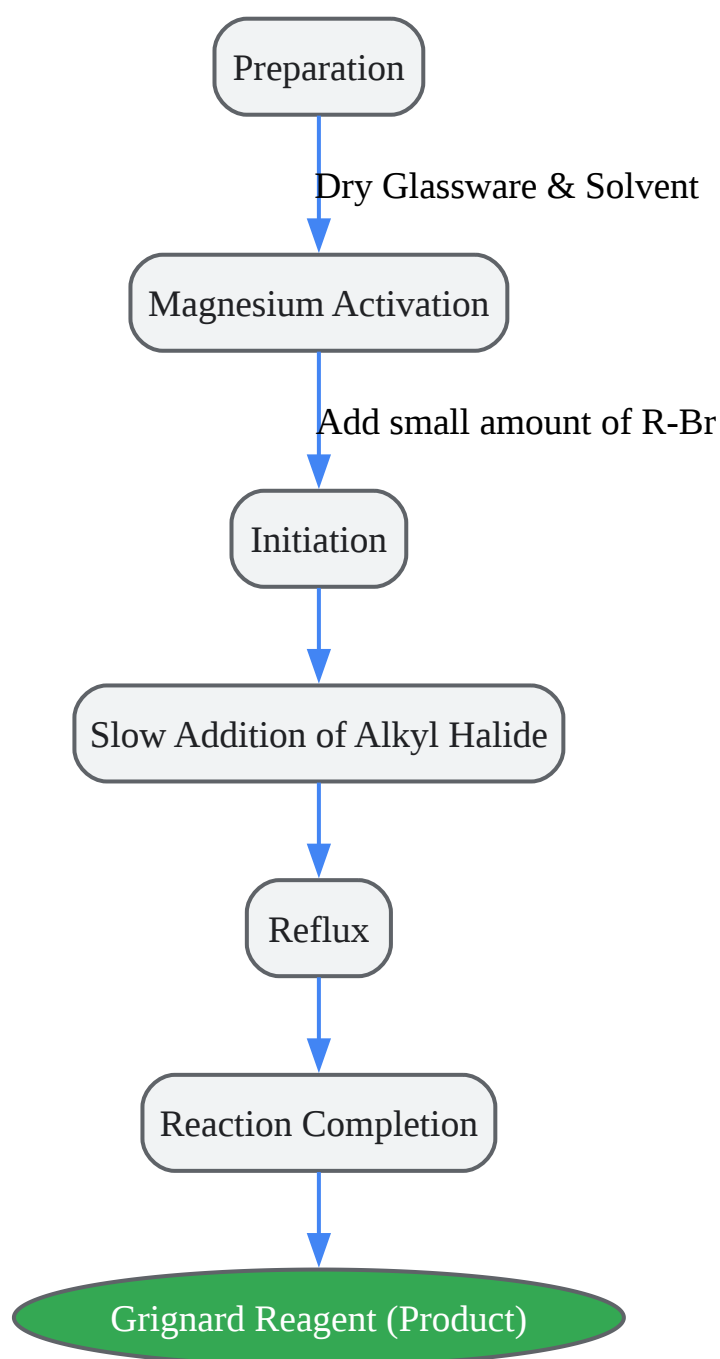 Preparation
Dry Glassware & Solvent
Magnesium Activation
Add small amount of R-Br
Initiation
Slow Addition of Alkyl Halide
Reflux
Reaction Completion
Grignard Reagent (Product)